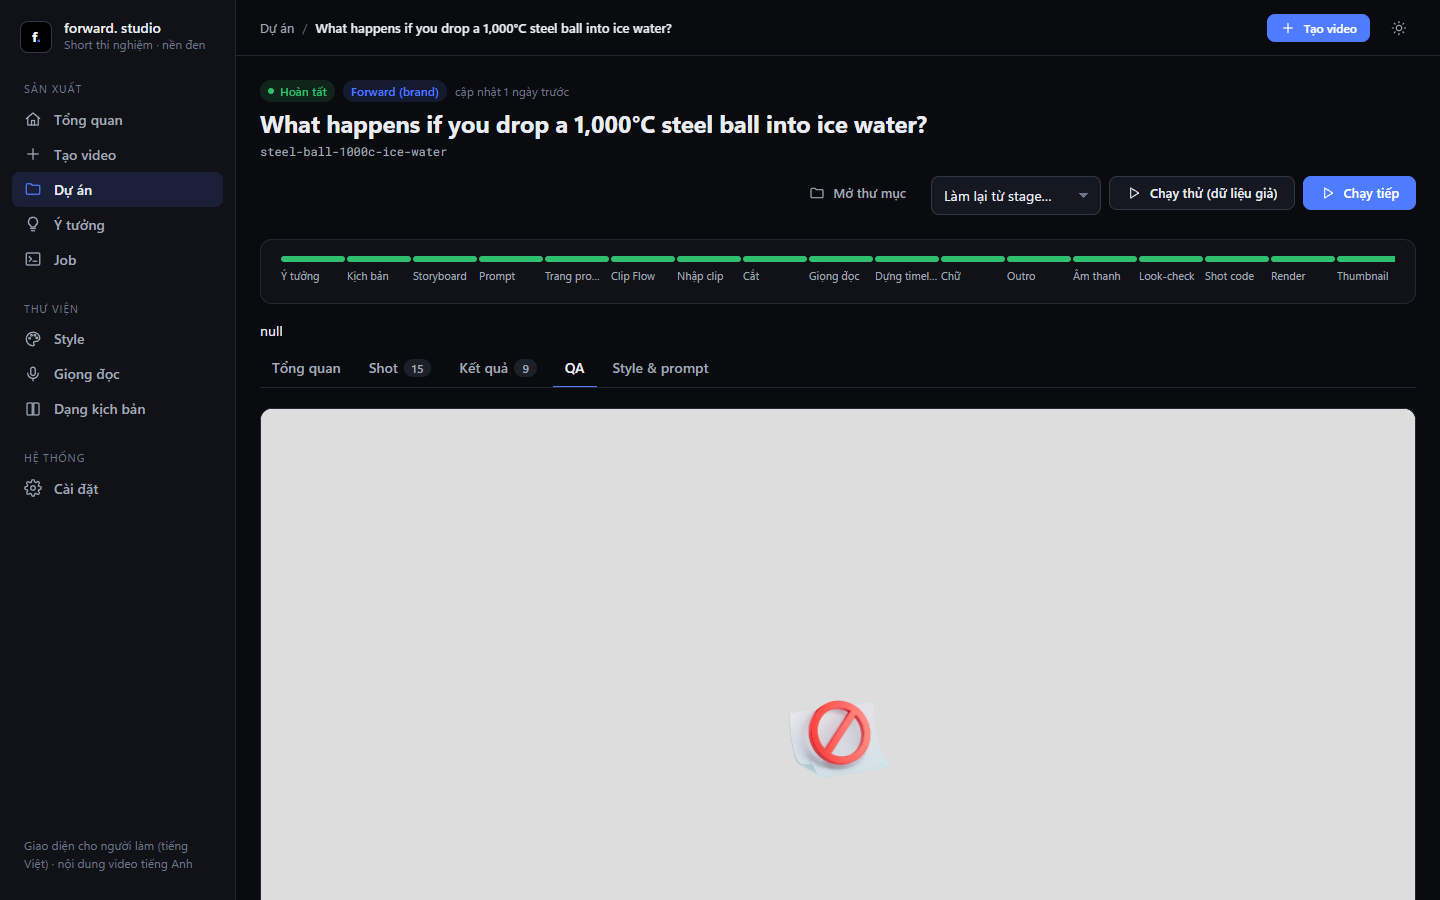 f.
forward. studio
Short thí nghiệm · nền đen
SẢN XUẤT
Tổng quan
Tạo video
Dự án
Ý tưởng
Job
THƯ VIỆN
Style
Giọng đọc
Dạng kịch bản
HỆ THỐNG
Cài đặt
Giao diện cho người làm (tiếng
Việt) · nội dung video tiếng Anh
Dự án / What happens if you drop a 1,000°C steel ball into ice water?
Tạo video
Hoàn tất Forward (brand) cập nhật 1 ngày trước
What happens if you drop a 1,000°C steel ball into ice water?
steel-ball-1000c-ice-water
Mở thư mục Làm lại từ stage... Chạy thử (dữ liệu giả) Chạy tiếp
Ý tưởng Kịch bản Storyboard Prompt Trang pro... Clip Flow Nhập clip Cắt Giọng đọc Dựng timel... Chữ Outro Âm thanh Look-check Shot code Render Thumbnail
null
Tổng quan Shot 15 Kết quả 9 QA Style & prompt